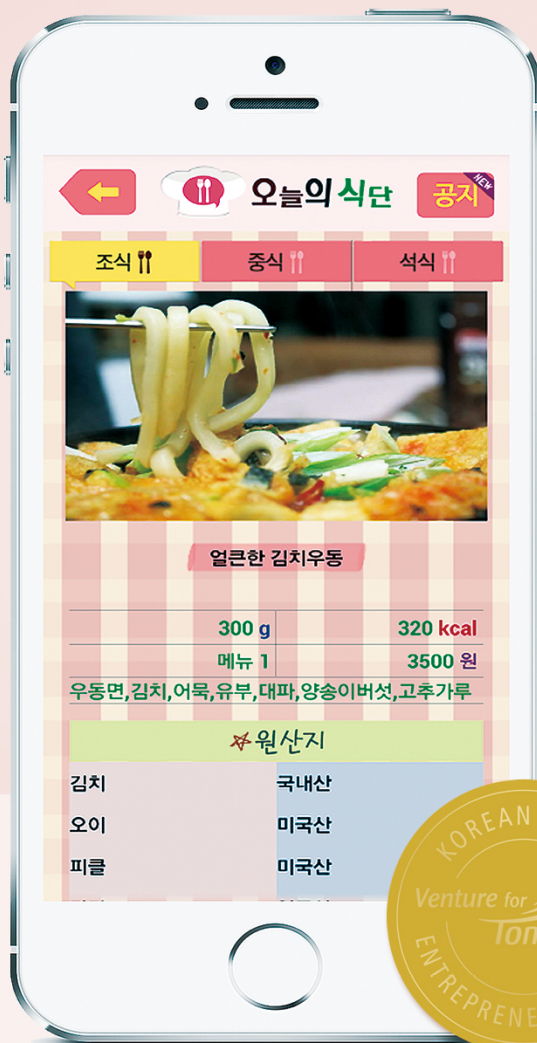 오늘의 식단
공지
NEW
조식
중식
석식
얼큰한 김치우동
300 g
320 kcal
메뉴 1
3500 원
우동면,김치,어묵,유부,대파,양송이버섯,고추가루
원산지
김치
국내산
오이
미국산
피클
미국산
KOREAN
Venture for
ENTREPRENE